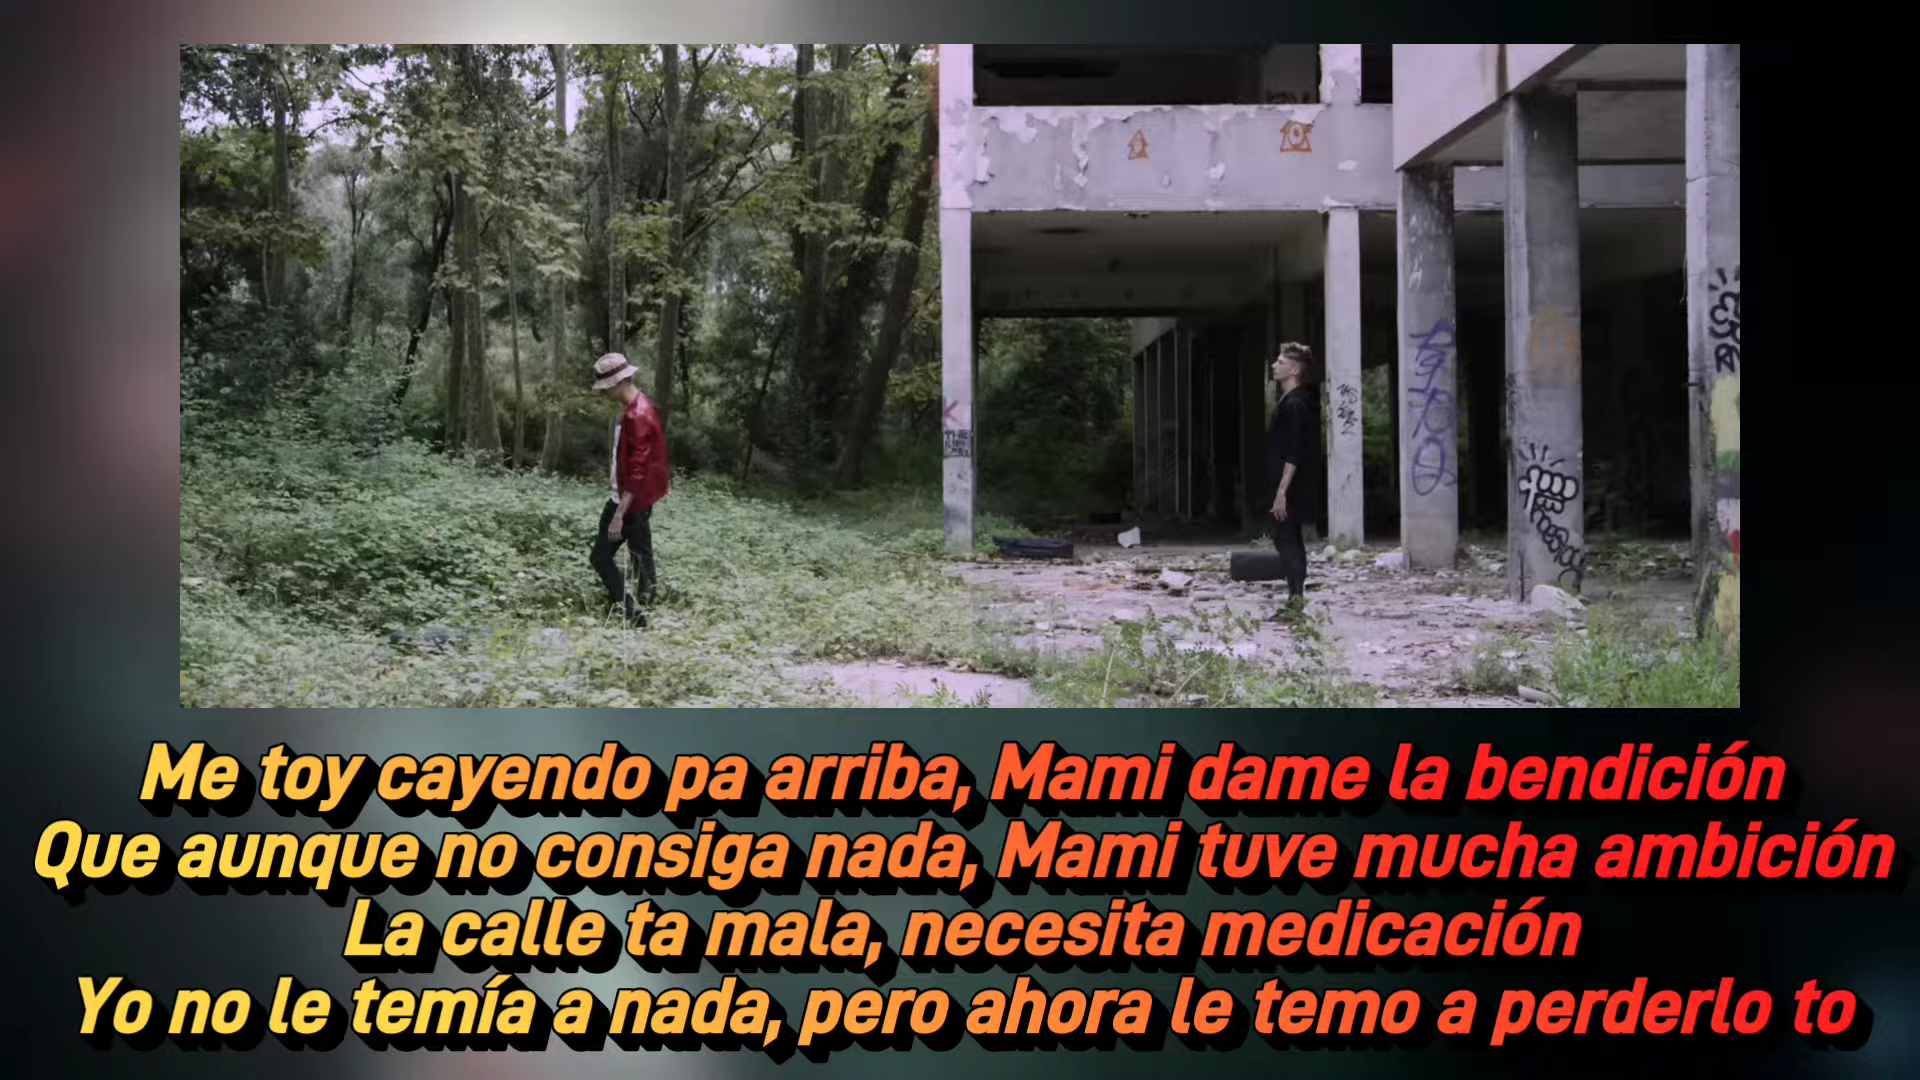 Me toy cayendo pa arriba, Mami dame la bendición
Que aunque no consiga nada, Mami tuve mucha ambición
La calle ta mala, necesita medicación
Yo no le temía a nada, pero ahora le temo a perderlo to